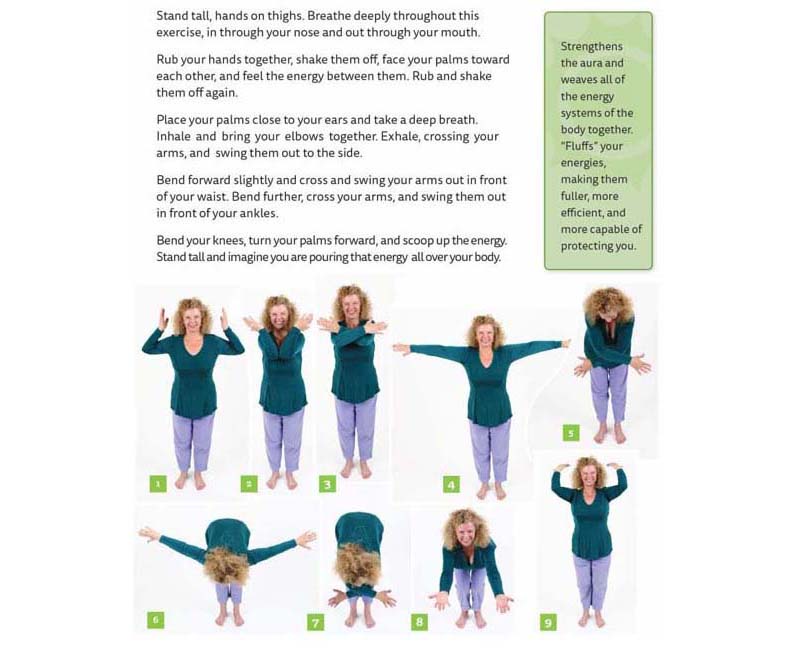 Stand tall, hands on thighs. Breathe deeply throughout this
exercise, in through your nose and out through your mouth.
Rub your hands together, shake them off, face your palms toward
each other, and feel the energy between them. Rub and shake
them off again.
Place your palms close to your ears and take a deep breath.
Inhale and bring your elbows together. Exhale, crossing your
arms, and swing them out to the side.
Bend forward slightly and cross and swing your arms out in front
of your waist. Bend further, cross your arms, and swing them out
in front of your ankles.
Bend your knees, turn your palms forward, and scoop up the energy.
Stand tall and imagine you are pouring that energy all over your body.
Strengthens
the aura and
weaves all of
the energy
systems of the
body together.
"Fluffs" your
energies,
making them
fuller, more
efficient, and
more capable of
protecting you.
1
2
3
4
5
6
7
8
9